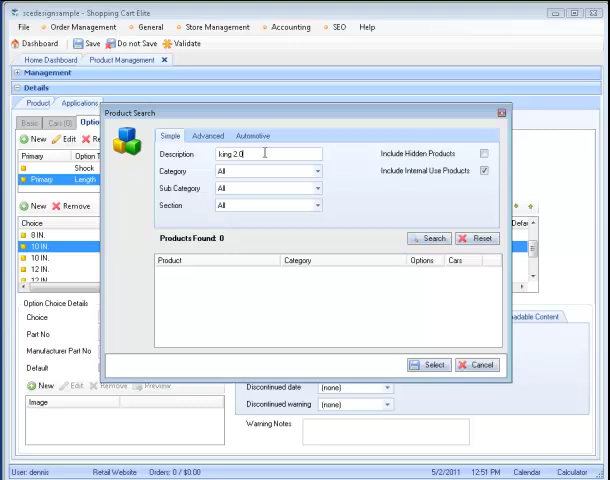 scedesignsample - Shopping Cart Elite
File Order Management General Store Management Accounting SEO Help
Dashboard Save Do not Save Validate
Home Dashboard Product Management
Management
Details
Product Applications
Basic Cart (0)
New Edit
Primary
Shock
Primary Length
New Remove
Choice
8 IN.
10 IN.
10 IN.
12 IN.
12 IN.
Option Choice Details
Choice
Part No
Manufacturer Part No
Default
New Edit Remove Preview
Image
Product Search
Simple Advanced Automotive
Description king 2.0
Include Hidden Products
Category All
Include Internal Use Products
Sub Category All
Section All
Products Found: 0
Search Reset
Product Category Options Cars
Select Cancel
Discontinued date (none)
Discontinued warning (none)
Warning Notes
User: dennis Retail Website Orders: 0 / $0.00 5/2/2011 12:51 PM Calendar Calculator